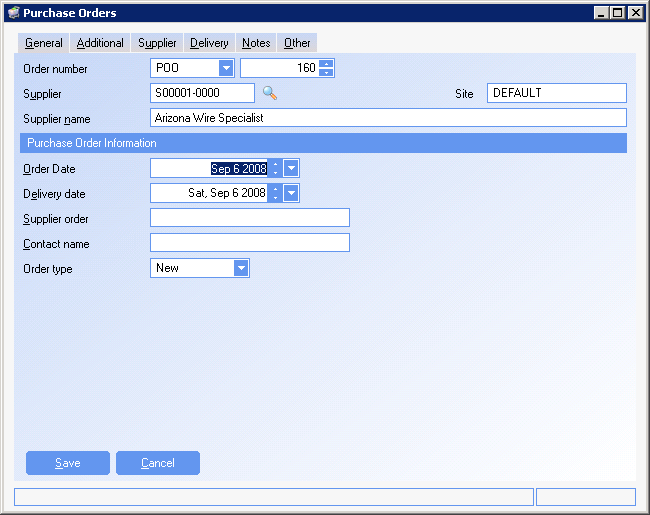 Purchase Orders
General Additional Supplier Delivery Notes Other
Order number POO 160
Supplier S00001-0000 Site DEFAULT
Supplier name Arizona Wire Specialist
Purchase Order Information
Order Date Sep 6 2008
Delivery date Sat, Sep 6 2008
Supplier order
Contact name
Order type New
Save Cancel